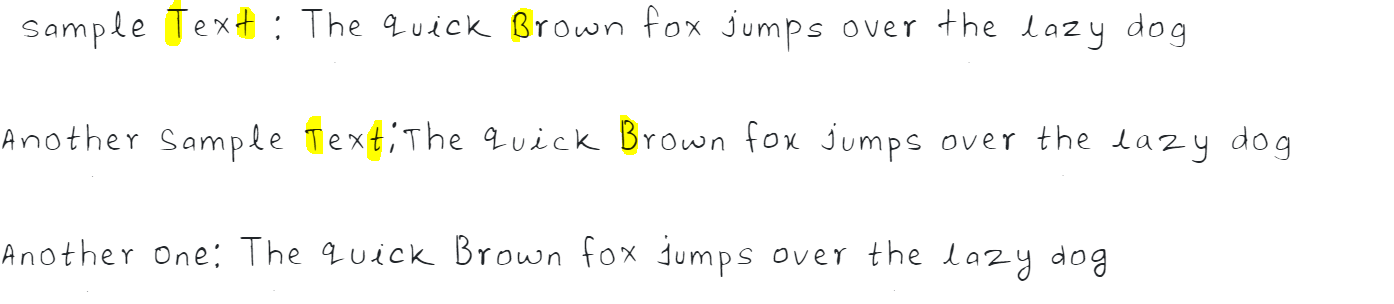 Sample Text : The quick Brown fox jumps over the lazy dog
Another Sample Text; The quick Brown fox jumps over the lazy dog
Another One: The quick Brown fox jumps over the lazy dog